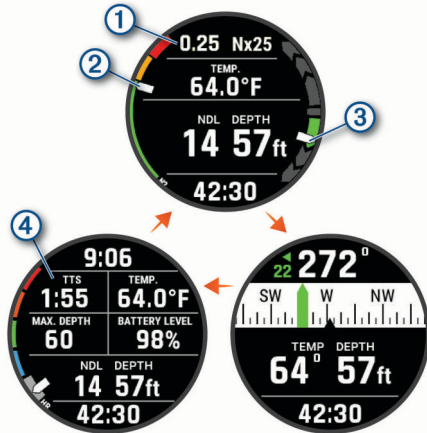 1
0.25 Nx25
2
TEMP.
64.0°F
3
NDL DEPTH
14 57ft
N2
42:30
4
9:06
TTS TEMP.
1:55 64.0°F
MAX. DEPTH BATTERY LEVEL
60 98%
NDL DEPTH
14 57ft
HR
42:30
22 272°
SW W NW
TEMP DEPTH
64° 57ft
42:30